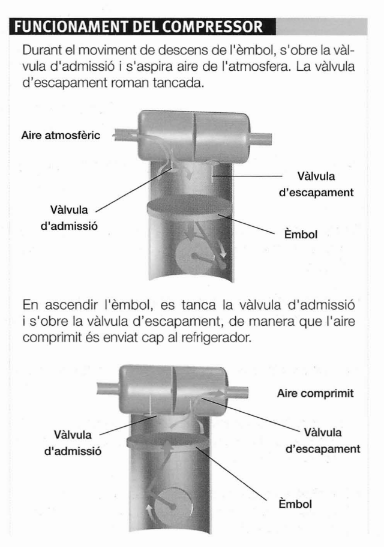 FUNCIONAMENT DEL COMPRESSOR
Durant el moviment de descens de l'èmbol, s'obre la vàl-
vula d'admissió i s'aspira aire de l'atmosfera. La vàlvula
d'escapament roman tancada.
Aire atmosfèric
Vàlvula
d'escapament
Vàlvula
d'admissió
Èmbol
En ascendir l'èmbol, es tanca la vàlvula d'admissió
i s'obre la vàlvula d'escapament, de manera que l'aire
comprimit és enviat cap al refrigerador.
Aire comprimit
Vàlvula
d'admissió
Vàlvula
d'escapament
Èmbol